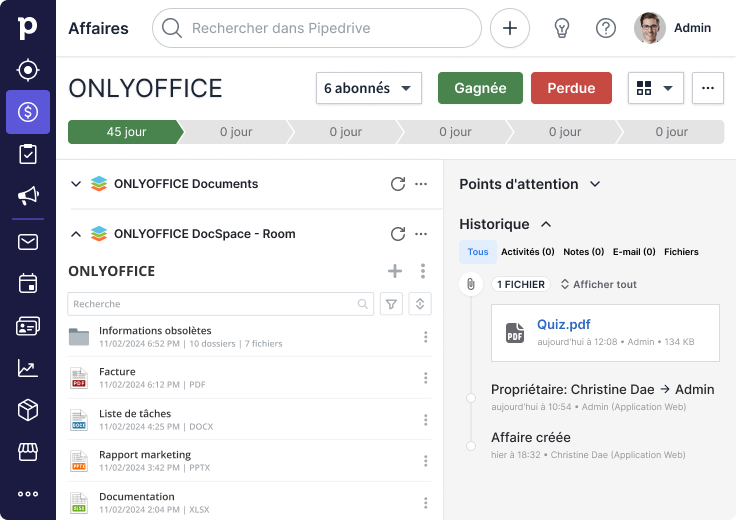 p
Affaires
Rechercher dans Pipedrive
Admin
ONLYOFFICE
6 abonnés
Gagnée
Perdue
45 jour
0 jour
0 jour
0 jour
0 jour
0 jour
ONLYOFFICE Documents
ONLYOFFICE DocSpace - Room
ONLYOFFICE
Recherche
Informations obsolètes
11/02/2024 6:52 PM | 10 dossiers | 7 fichiers
PDF
Facture
11/02/2024 6:12 PM | PDF
DOCX
Liste de tâches
11/02/2024 4:25 PM | DOCX
PPTX
Rapport marketing
11/02/2024 3:42 PM | PPTX
XLSX
Documentation
11/02/2024 2:04 PM | XLSX
Points d'attention
Historique
Tous Activités (0) Notes (0) E-mail (0) Fichiers
1 FICHIER Afficher tout
PDF
Quiz.pdf
aujourd'hui à 12:08 • Admin • 134 KB
Propriétaire: Christine Dae → Admin
aujourd'hui à 10:54 • Admin (Application Web)
Affaire créée
hier à 18:32 • Christine Dae (Application Web)